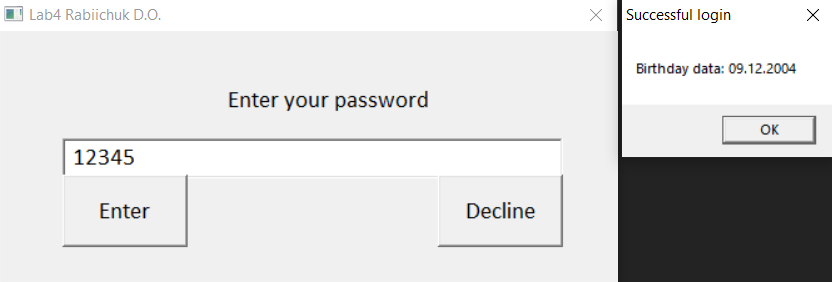 Lab4 Rabiichuk D.O.
Enter your password
12345
Enter
Decline
Successful login
Birthday data: 09.12.2004
OK